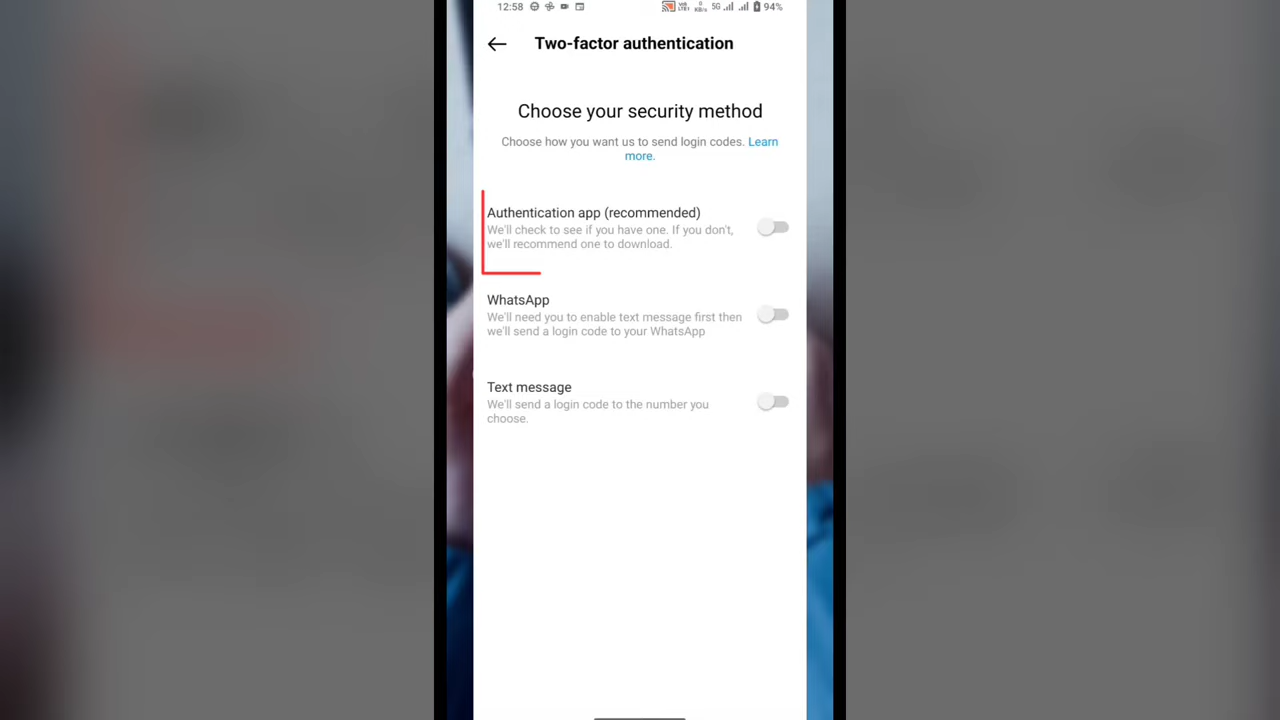 12:58 5G 94%
Two-factor authentication
Choose your security method
Choose how you want us to send login codes. Learn
more.
Authentication app (recommended)
We'll check to see if you have one. If you don't,
we'll recommend one to download.
WhatsApp
We'll need you to enable text message first then
we'll send a login code to your WhatsApp
Text message
We'll send a login code to the number you
choose.